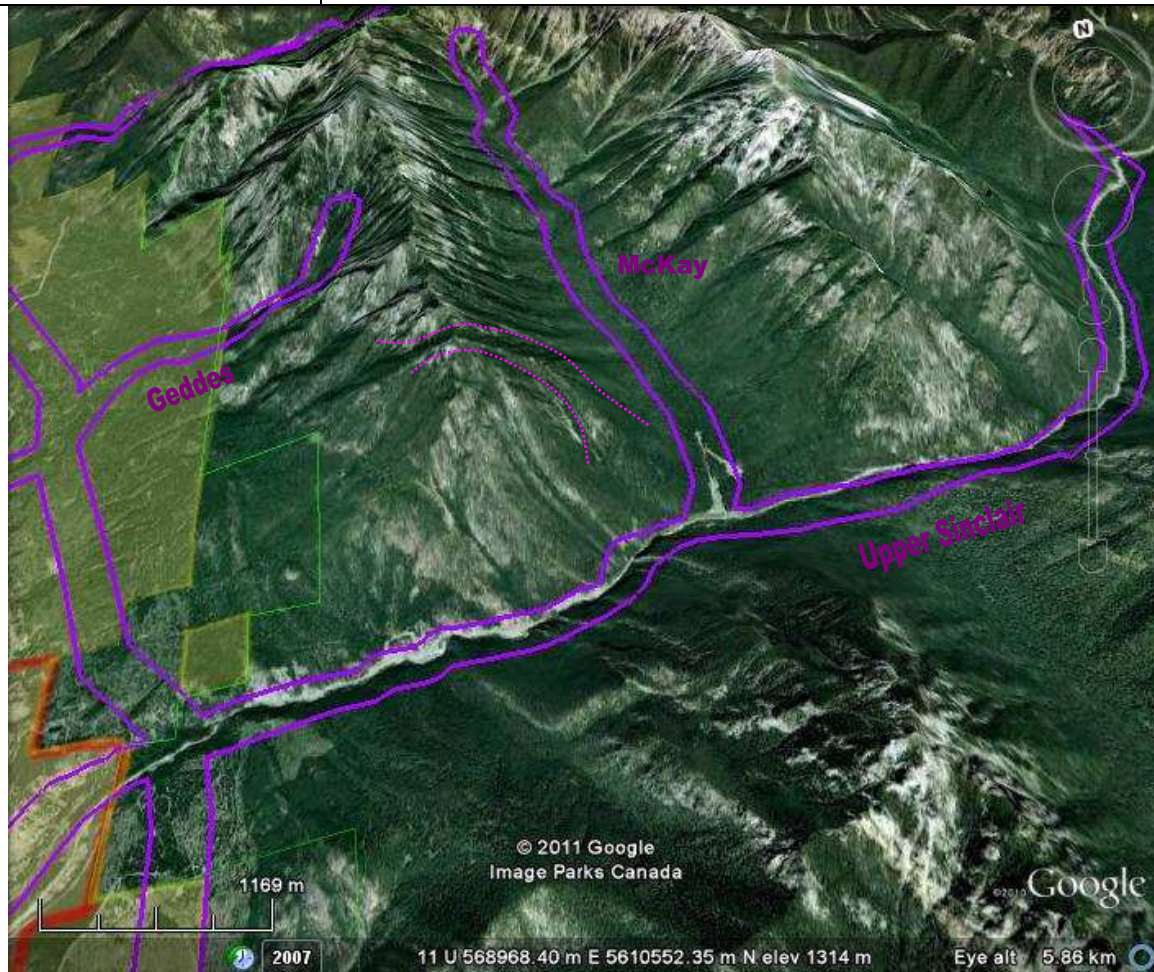 N
McKay
Geddes
Upper Sinclair
© 2011 Google
Image Parks Canada
1169 m
©2010 Google
2007 11 U 568968.40 m E 5610552.35 m N elev 1314 m Eye alt 5.86 km